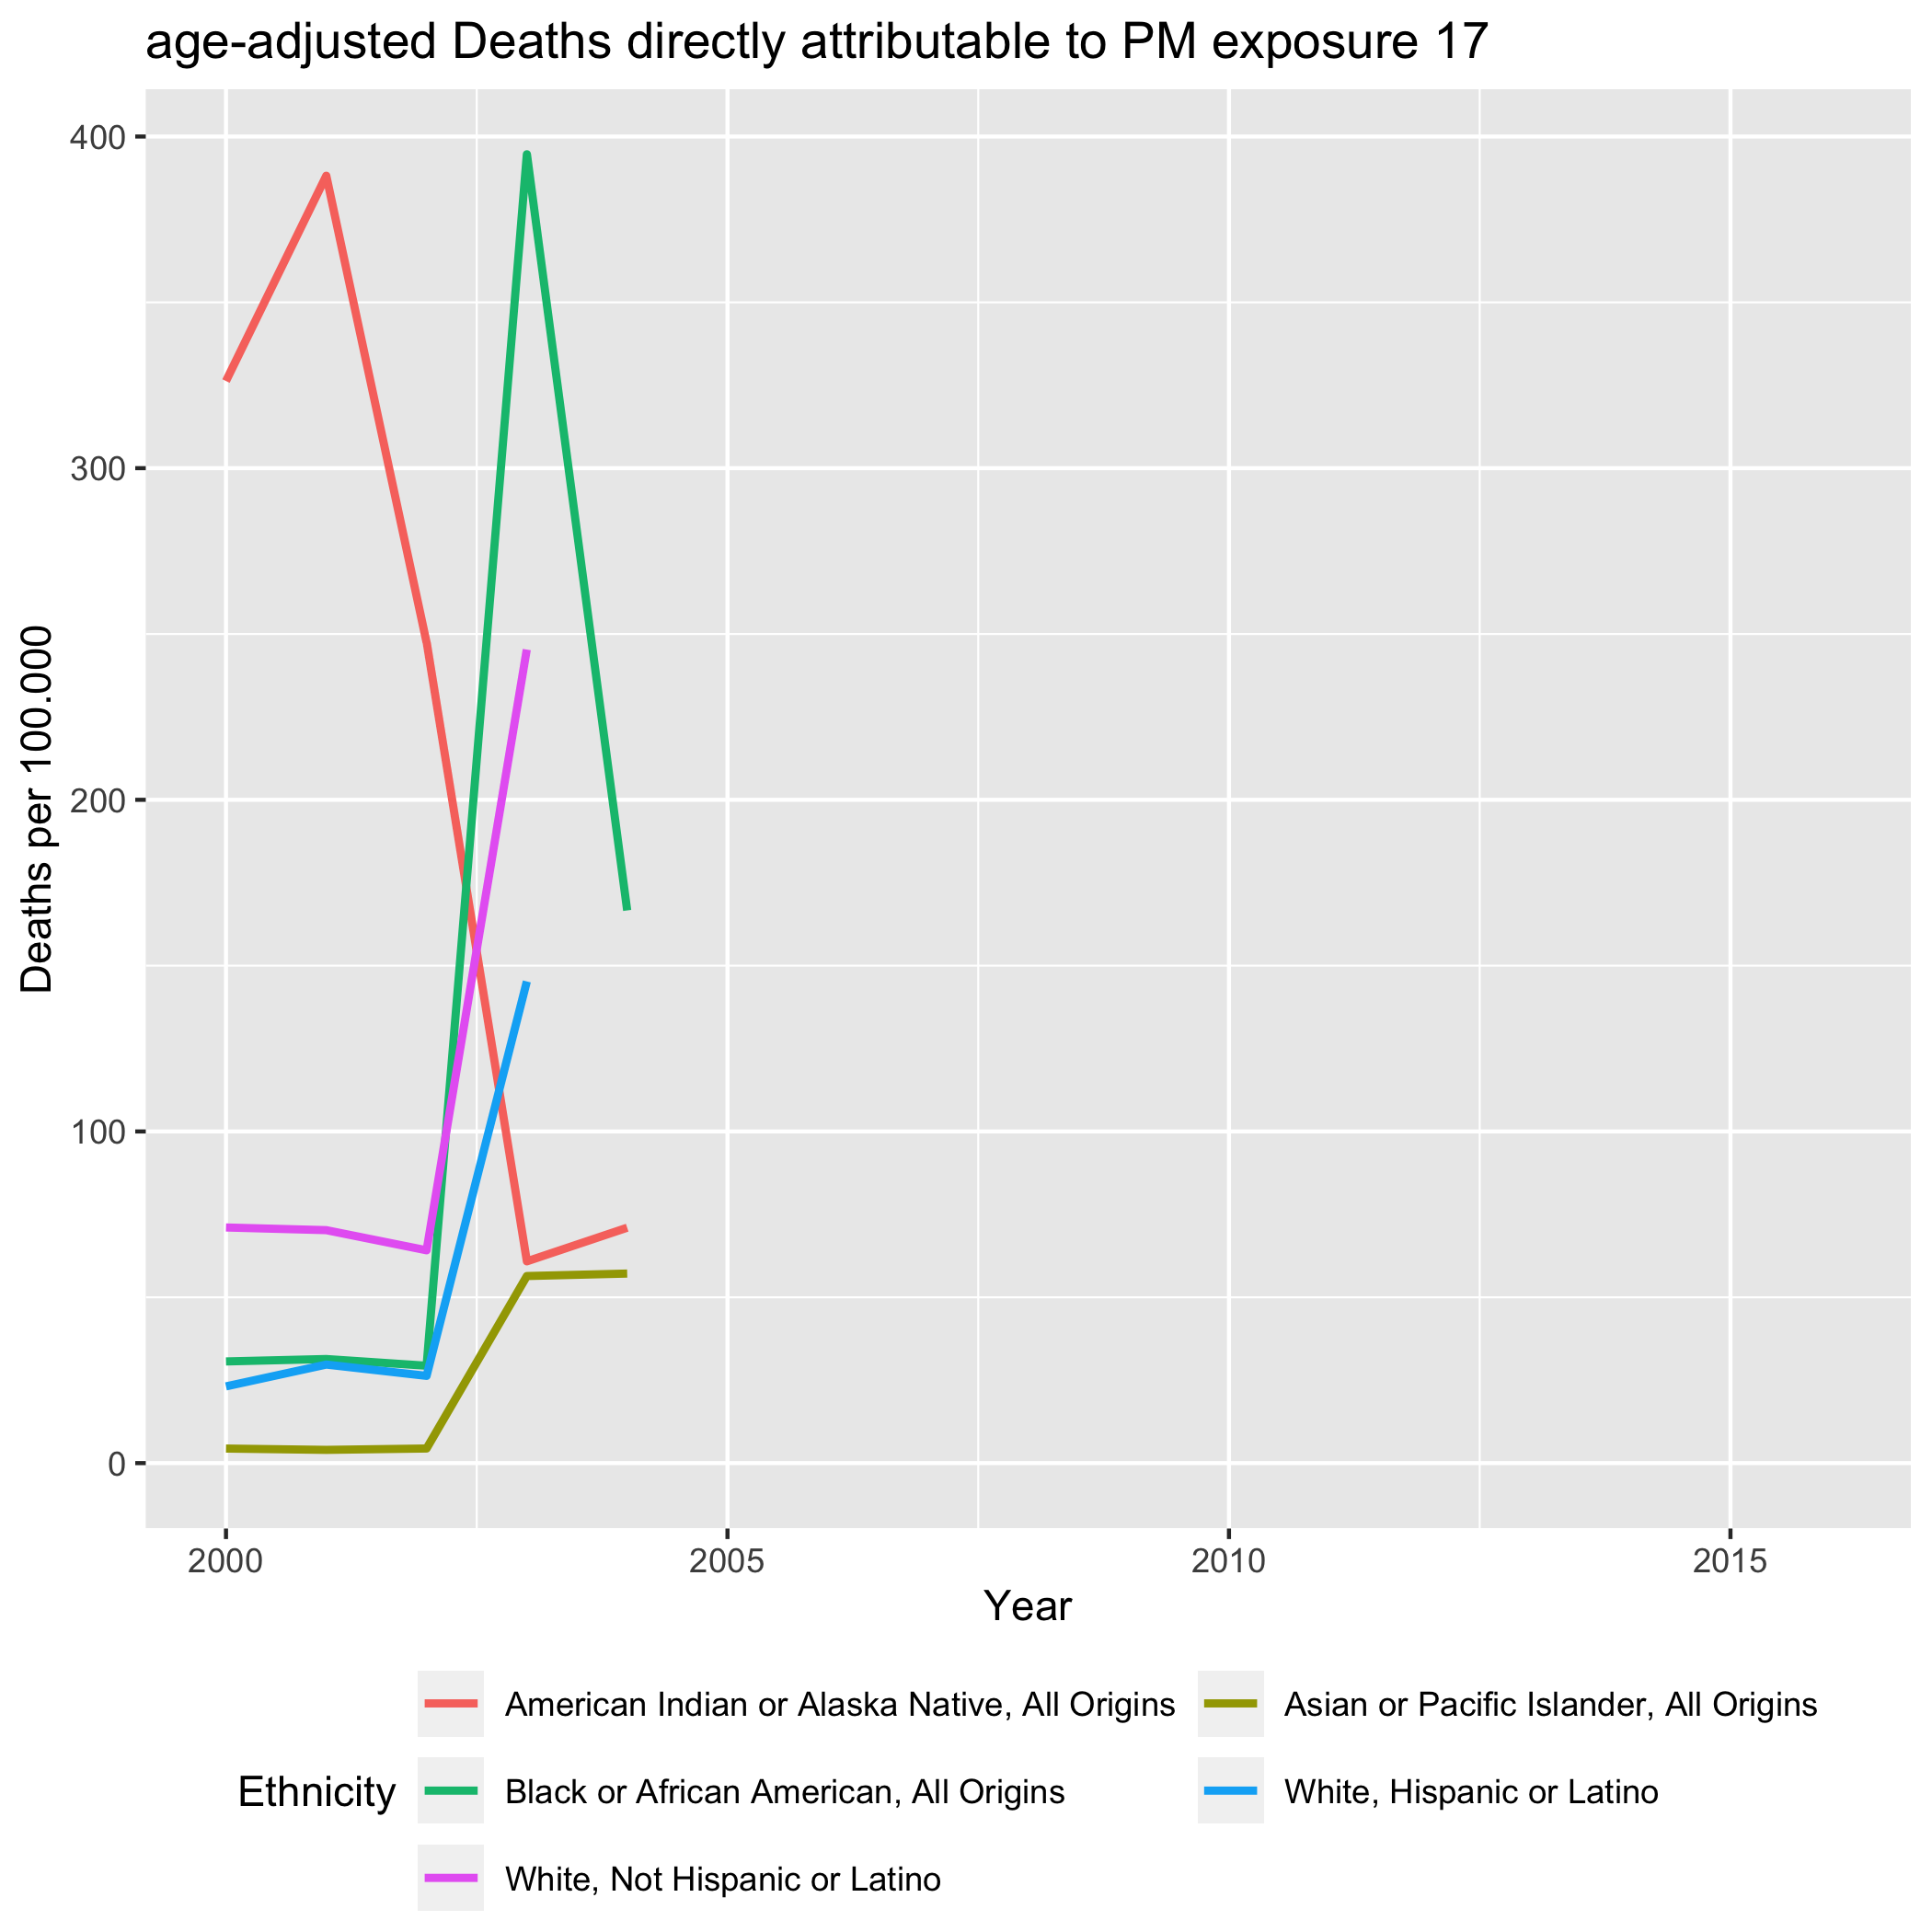 age-adjusted Deaths directly attributable to PM exposure 17
Deaths per 100.000
400
300
200
100
0
2000 2005 2010 2015
Year
Ethnicity
American Indian or Alaska Native, All Origins
Asian or Pacific Islander, All Origins
Black or African American, All Origins
White, Hispanic or Latino
White, Not Hispanic or Latino